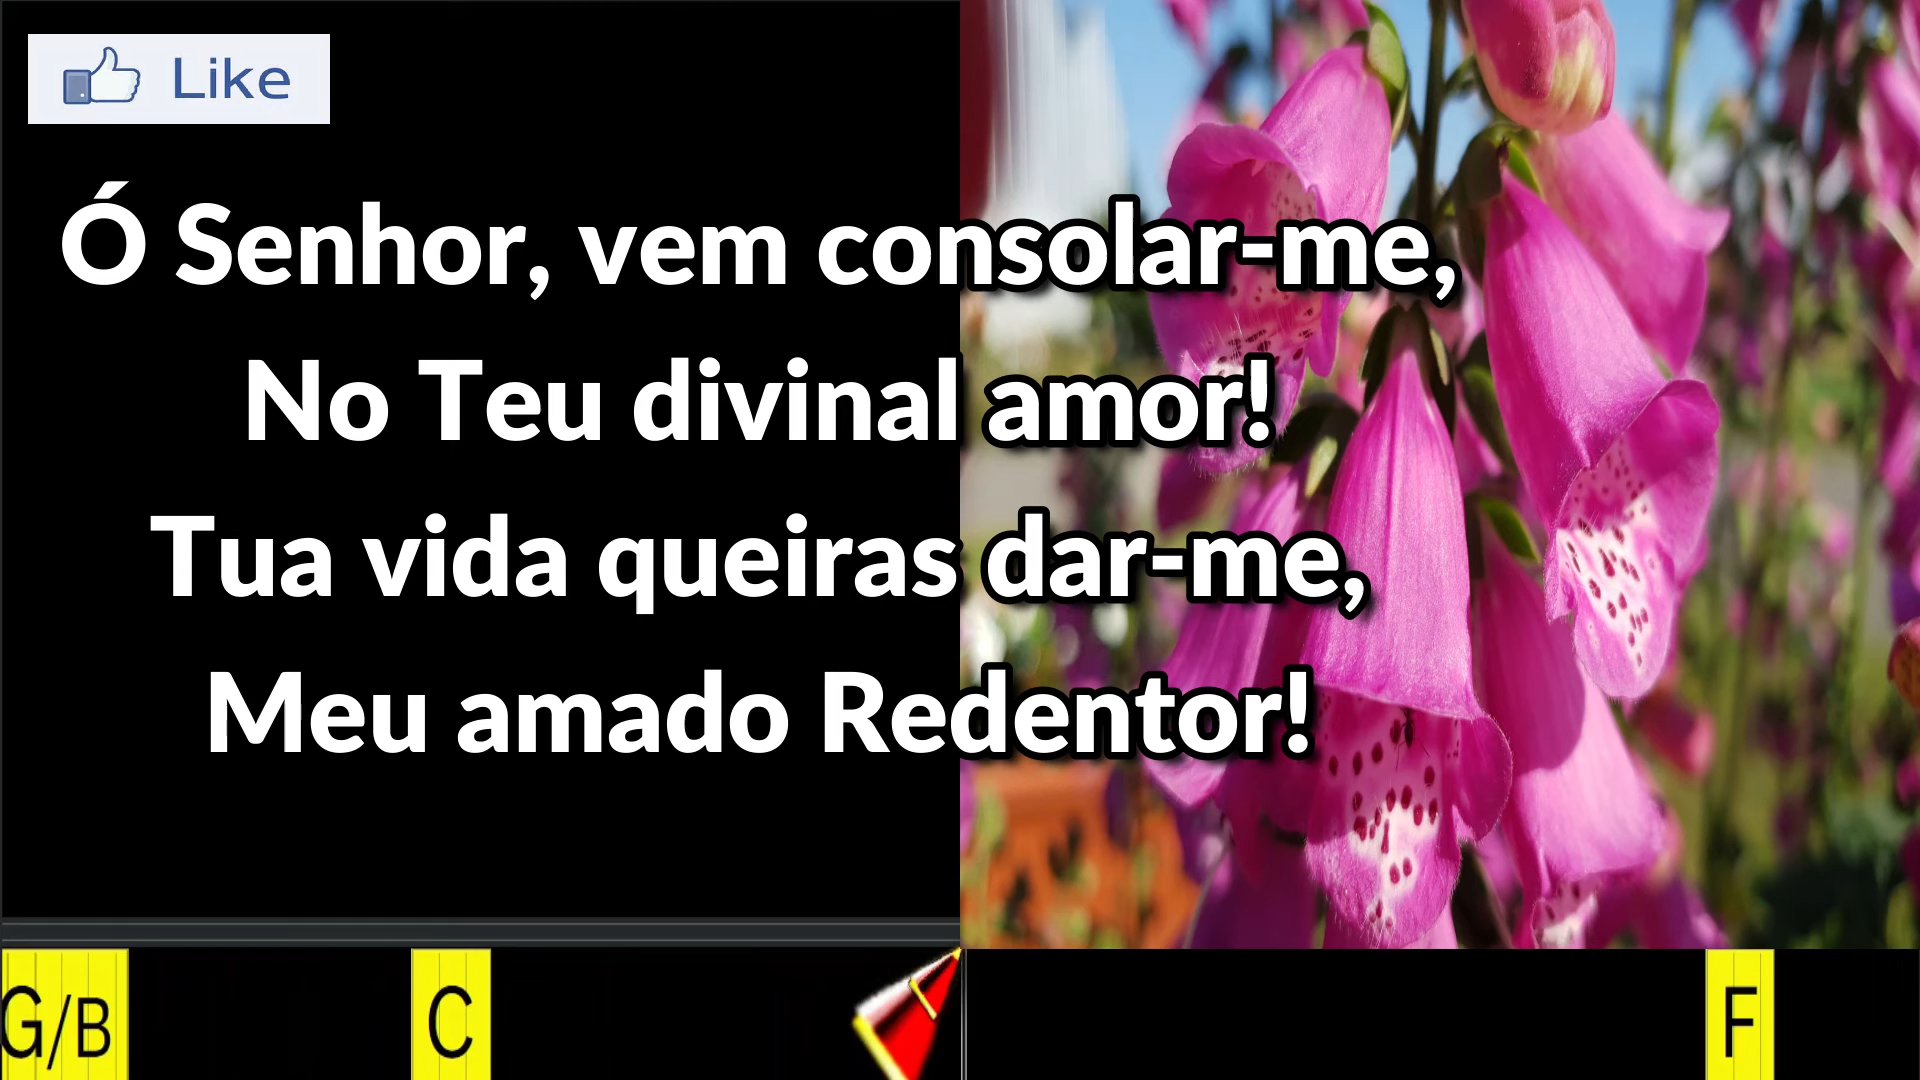 Like
Ó Senhor, vem consolar-me,
No Teu divinal amor!
Tua vida queiras dar-me,
Meu amado Redentor!
G/B C F